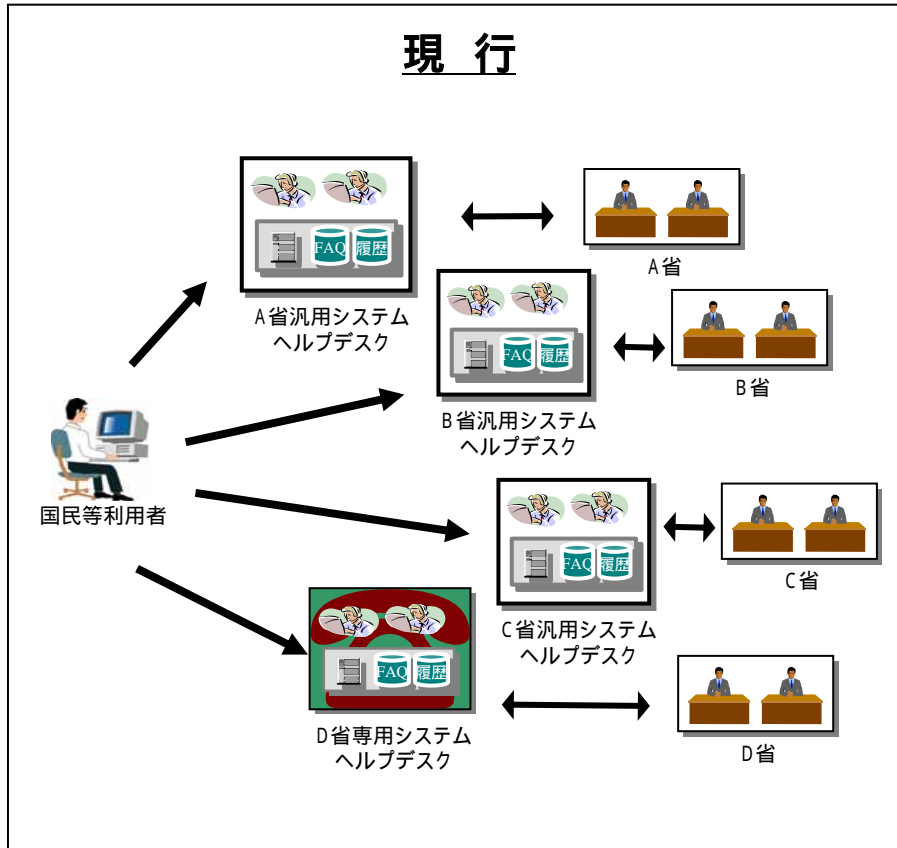 現 行
FAQ 履歴
A省
A省汎用システム
ヘルプデスク
FAQ 履歴
B省
B省汎用システム
ヘルプデスク
国民等利用者
FAQ 履歴
C省
C省汎用システム
ヘルプデスク
FAQ 履歴
D省
D省専用システム
ヘルプデスク